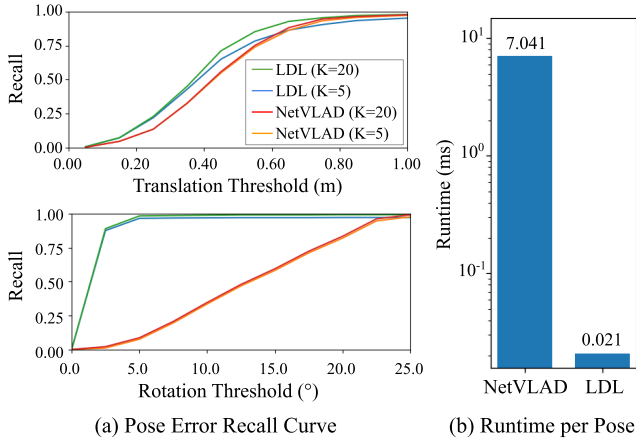 1.00
0.75
0.50
0.25
0.00
Recall
LDL (K=20)
LDL (K=5)
NetVLAD (K=20)
NetVLAD (K=5)
0.00 0.20 0.40 0.60 0.80 1.00
Translation Threshold (m)
1.00
0.75
0.50
0.25
0.00
Recall
0.0 5.0 10.0 15.0 20.0 25.0
Rotation Threshold (°)
(a) Pose Error Recall Curve
10¹
10⁰
10⁻¹
Runtime (ms)
7.041
0.021
NetVLAD LDL
(b) Runtime per Pose